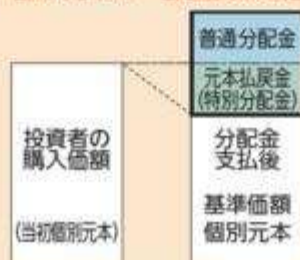 普通分配金
元本払戻金
(特別分配金)
投資者の
購入価額
(当初個別元本)
分配金
支払後
基準価額
個別元本